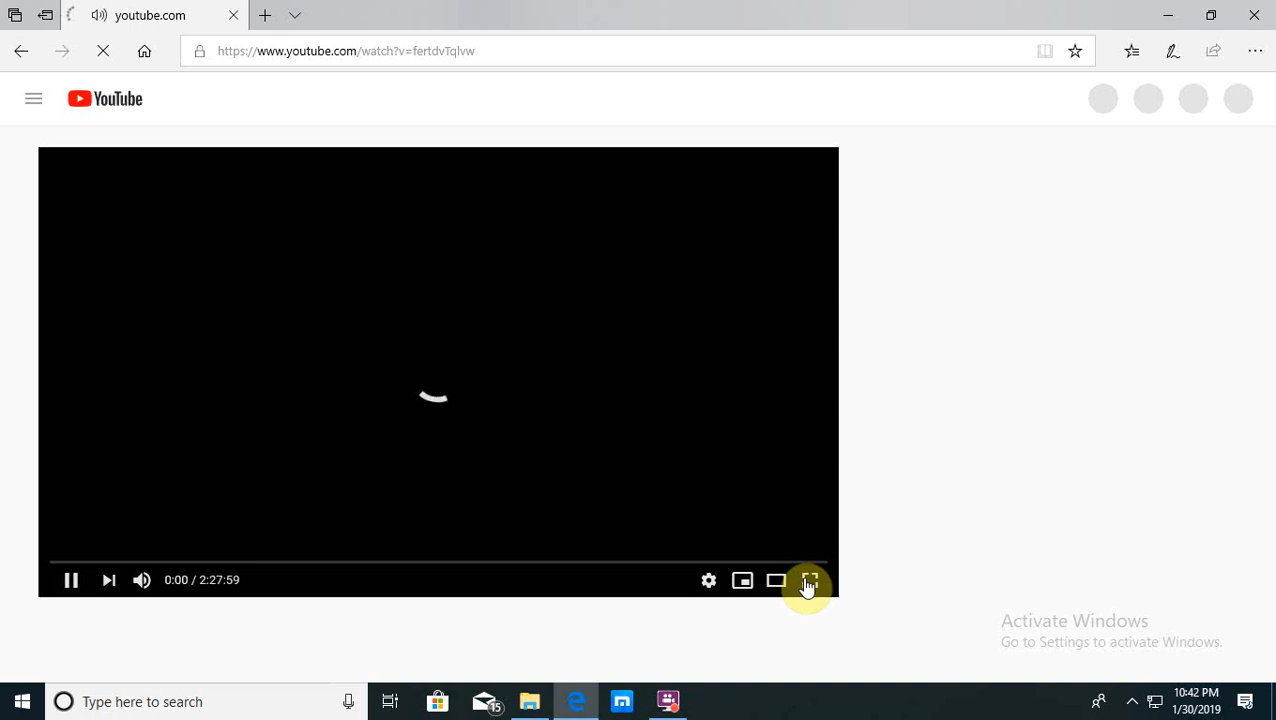 youtube.com
https://www.youtube.com/watch?v=fertdvTqlvw
YouTube
0:00 / 2:27:59
Activate Windows
Go to Settings to activate Windows.
Type here to search
15
10:42 PM
1/30/2019